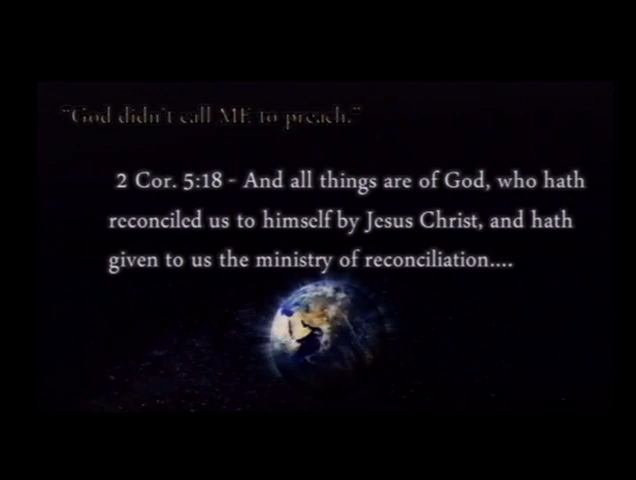 "God didn't call ME to preach."
2 Cor. 5:18 - And all things are of God, who hath
reconciled us to himself by Jesus Christ, and hath
given to us the ministry of reconciliation....